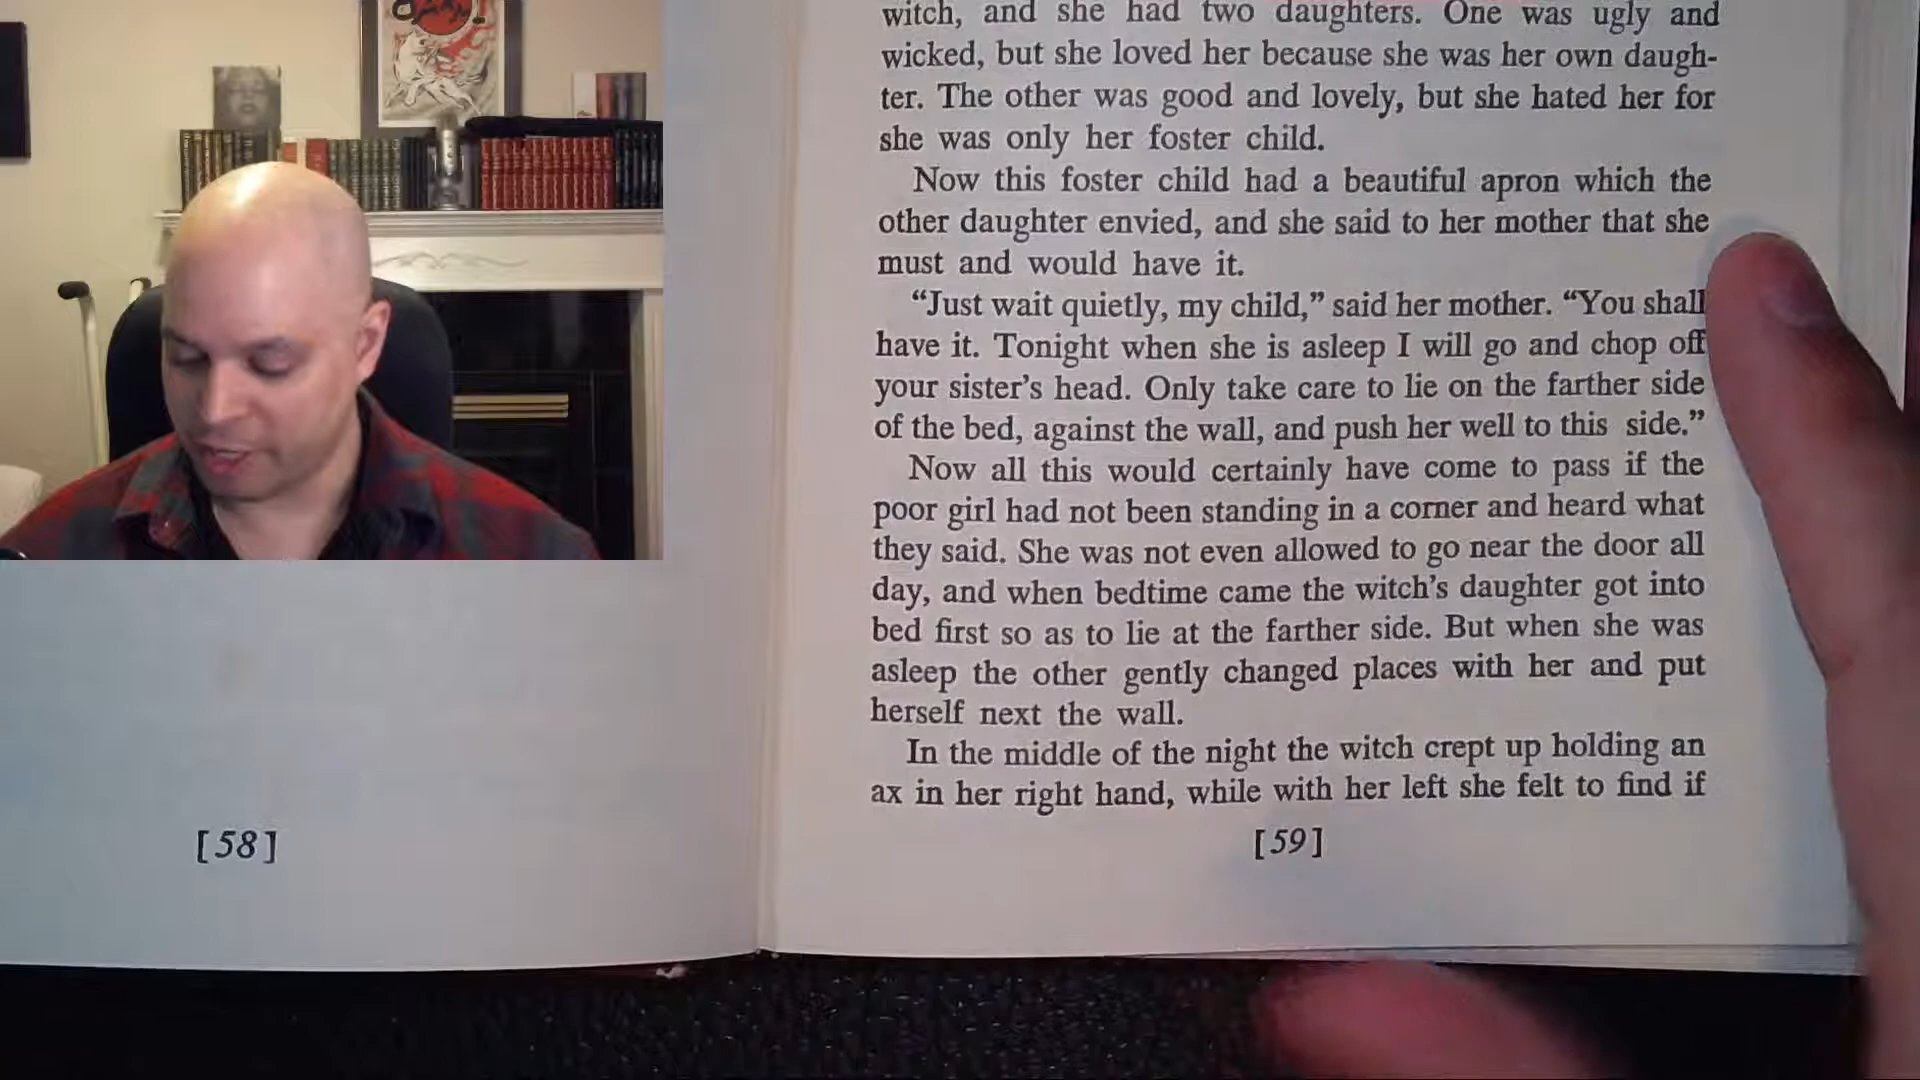 witch, and she had two daughters. One was ugly and
wicked, but she loved her because she was her own daugh-
ter. The other was good and lovely, but she hated her for
she was only her foster child.
Now this foster child had a beautiful apron which the
other daughter envied, and she said to her mother that she
must and would have it.
“Just wait quietly, my child,” said her mother. “You shall
have it. Tonight when she is asleep I will go and chop off
your sister’s head. Only take care to lie on the farther side
of the bed, against the wall, and push her well to this side.”
Now all this would certainly have come to pass if the
poor girl had not been standing in a corner and heard what
they said. She was not even allowed to go near the door all
day, and when bedtime came the witch’s daughter got into
bed first so as to lie at the farther side. But when she was
asleep the other gently changed places with her and put
herself next the wall.
In the middle of the night the witch crept up holding an
ax in her right hand, while with her left she felt to find if
[58]
[59]